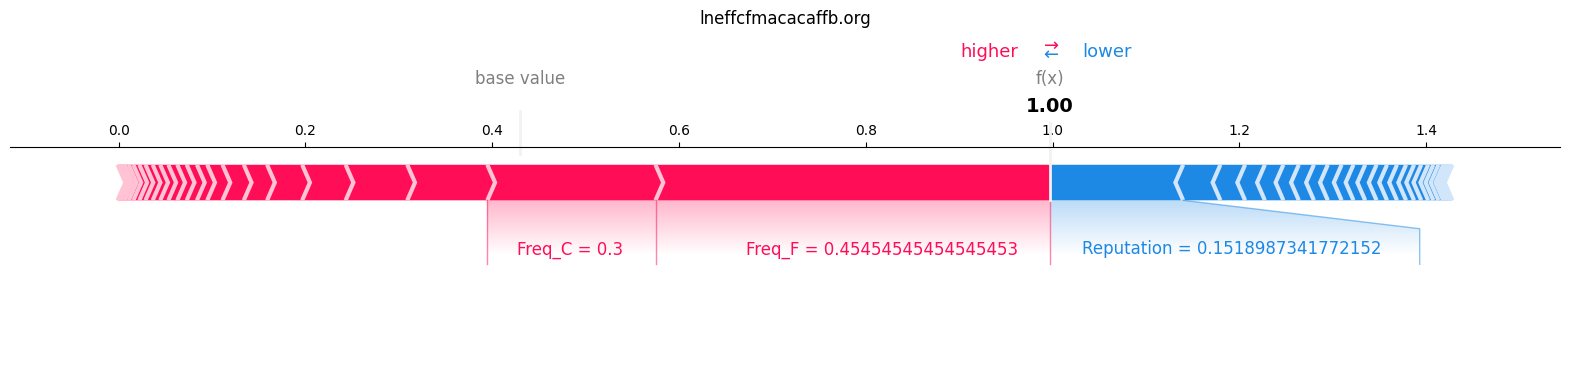 lneffcfmacacaffb.org
higher → ← lower
base value f(x)
1.00
0.0 0.2 0.4 0.6 0.8 1.0 1.2 1.4
Freq_C = 0.3 Freq_F = 0.45454545454545453 Reputation = 0.1518987341772152